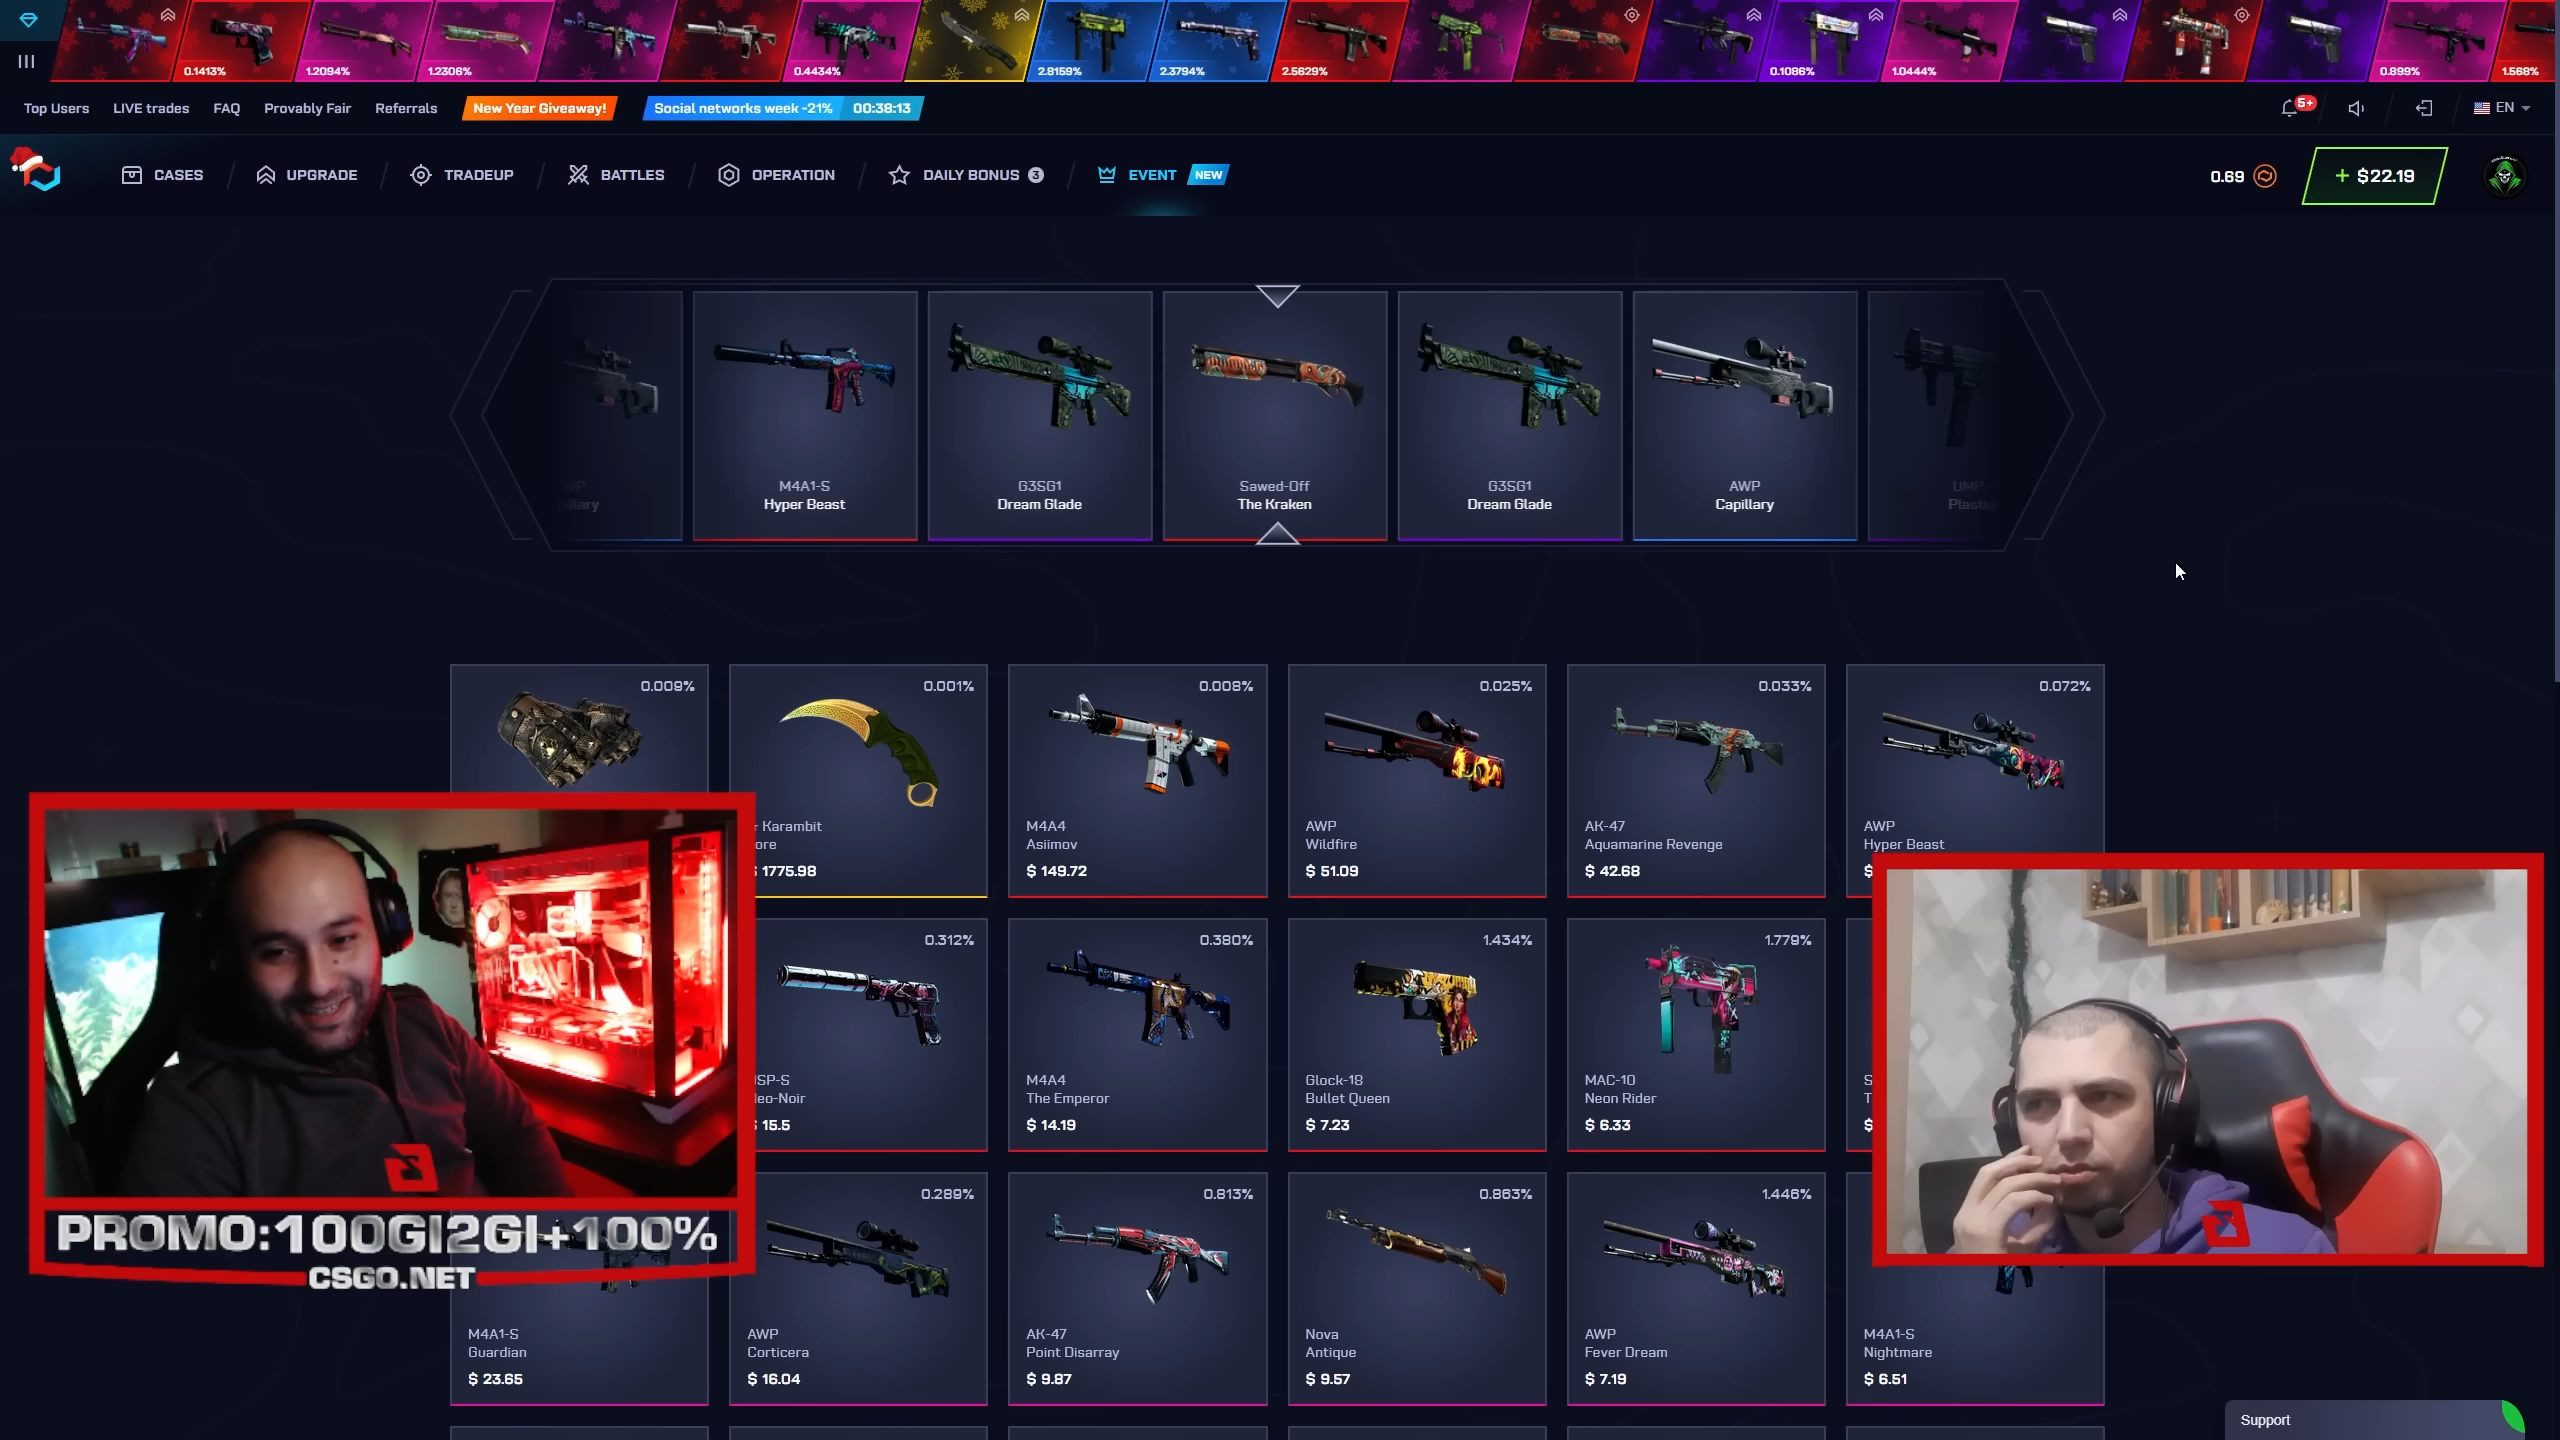 0.1413%
1.2094%
1.2306%
0.4434%
2.8159%
2.3794%
2.5629%
0.1086%
1.0444%
0.899%
1.568%
Top Users
LIVE trades
FAQ
Provably Fair
Referrals
New Year Giveaway!
Social networks week -21% 00:38:13
5+
EN
CASES
UPGRADE
TRADEUP
BATTLES
OPERATION
DAILY BONUS 3
EVENT NEW
0.69
+ $22.19
M4A1-S
Hyper Beast
G3SG1
Dream Glade
Sawed-Off
The Kraken
G3SG1
Dream Glade
AWP
Capillary
0.009%
0.001%
Karambit
$ 1775.98
0.008%
M4A4
Asiimov
$ 149.72
0.025%
AWP
Wildfire
$ 51.09
0.033%
AK-47
Aquamarine Revenge
$ 42.68
0.072%
AWP
Hyper Beast
$
0.312%
SP-S
eo-Noir
$ 15.5
0.380%
M4A4
The Emperor
$ 14.19
1.434%
Glock-18
Bullet Queen
$ 7.23
1.779%
MAC-10
Neon Rider
$ 6.33
M4A1-S
Guardian
$ 23.65
0.289%
AWP
Corticera
$ 16.04
0.813%
AK-47
Point Disarray
$ 9.87
0.863%
Nova
Antique
$ 9.57
1.446%
AWP
Fever Dream
$ 7.19
M4A1-S
Nightmare
$ 6.51
PROMO:100GI2GI+100%
CSGO.NET
Support